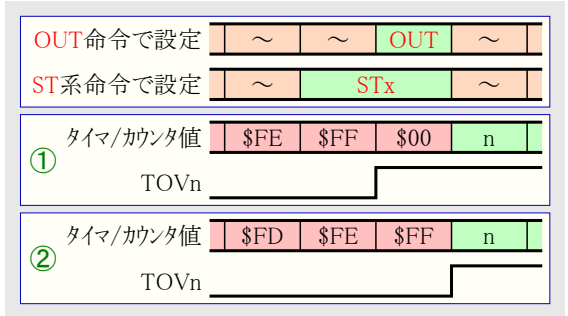 OUT命令で設定 ～ ～ OUT ～
ST系命令で設定 ～ STx ～
① タイマ/カウンタ値 $FE $FF $00 n
TOVn
② タイマ/カウンタ値 $FD $FE $FF n
TOVn